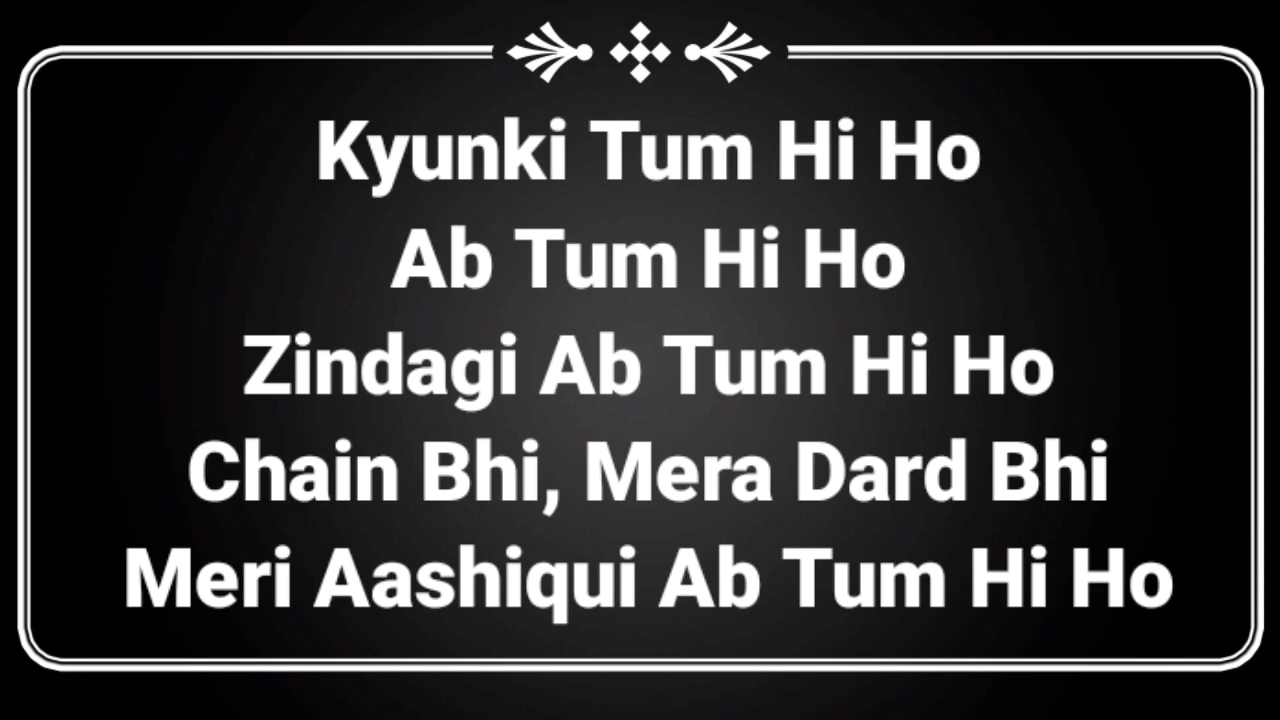 Kyunki Tum Hi Ho
Ab Tum Hi Ho
Zindagi Ab Tum Hi Ho
Chain Bhi, Mera Dard Bhi
Meri Aashiqui Ab Tum Hi Ho